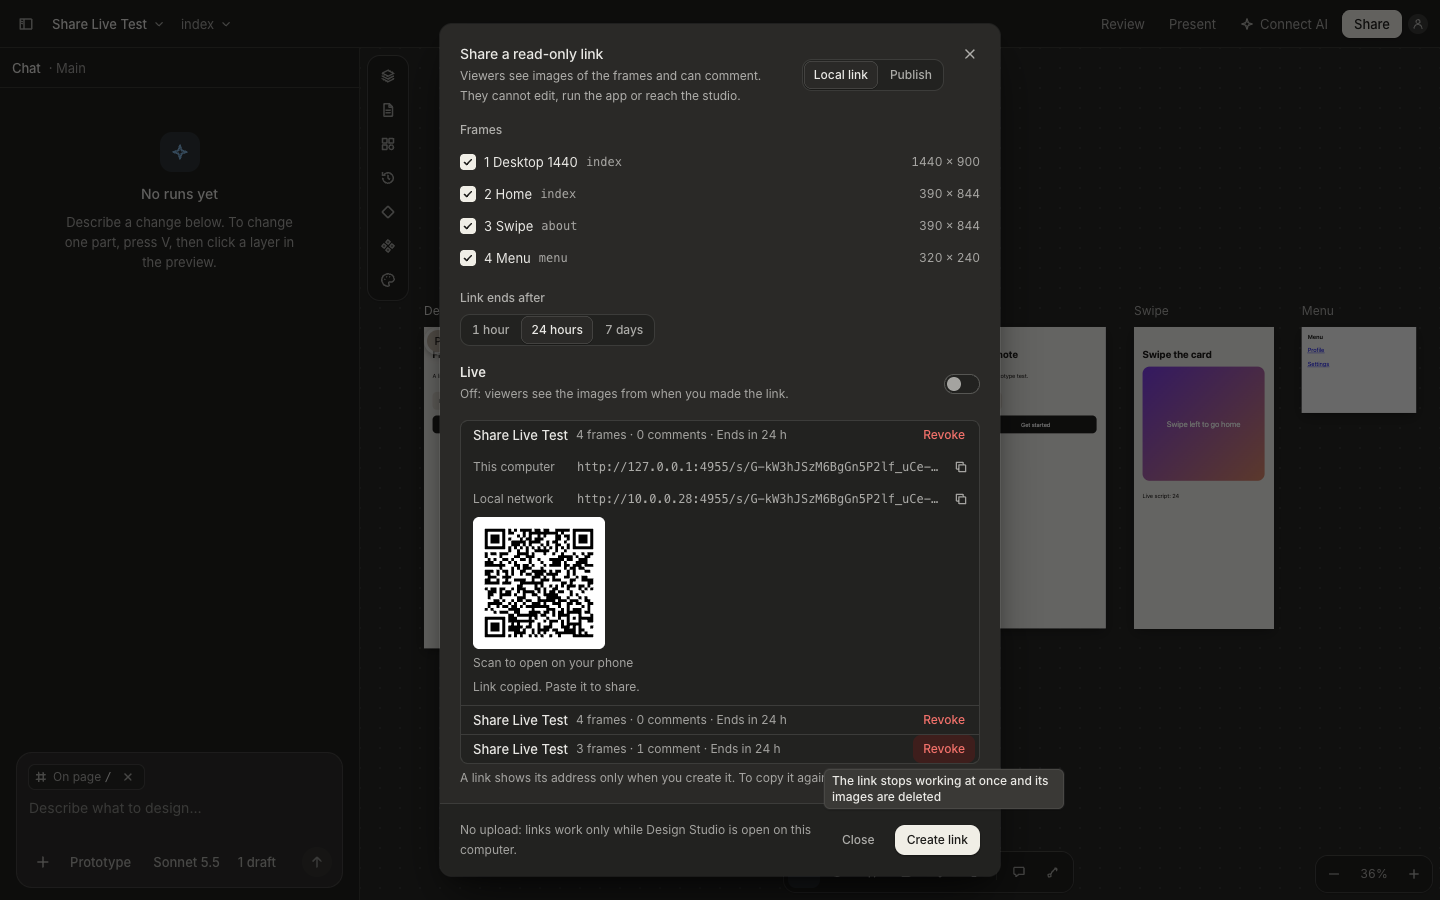 Share Live Test
index
Review
Present
Connect AI
Share
Chat · Main
No runs yet
Describe a change below. To change
one part, press V, then click a layer in
the preview.
On page /
Describe what to design...
Prototype
Sonnet 5.5
1 draft
Share a read-only link
Viewers see images of the frames and can comment.
They cannot edit, run the app or reach the studio.
Local link
Publish
Frames
1 Desktop 1440 index 1440 × 900
2 Home index 390 × 844
3 Swipe about 390 × 844
4 Menu menu 320 × 240
Link ends after
1 hour
24 hours
7 days
Live
Off: viewers see the images from when you made the link.
Share Live Test 4 frames · 0 comments · Ends in 24 h Revoke
This computer http://127.0.0.1:4955/s/G-kW3hJSzM6BgGn5P2lf_uCe-…
Local network http://10.0.0.28:4955/s/G-kW3hJSzM6BgGn5P2lf_uCe-…
Scan to open on your phone
Link copied. Paste it to share.
Share Live Test 4 frames · 0 comments · Ends in 24 h Revoke
Share Live Test 3 frames · 1 comment · Ends in 24 h Revoke
A link shows its address only when you create it. To copy it again
The link stops working at once and its
images are deleted
No upload: links work only while Design Studio is open on this
computer.
Close
Create link
Get started
Swipe
Swipe the card
Swipe left to go home
Live script: 24
Menu
Menu
Profile
Settings
36%